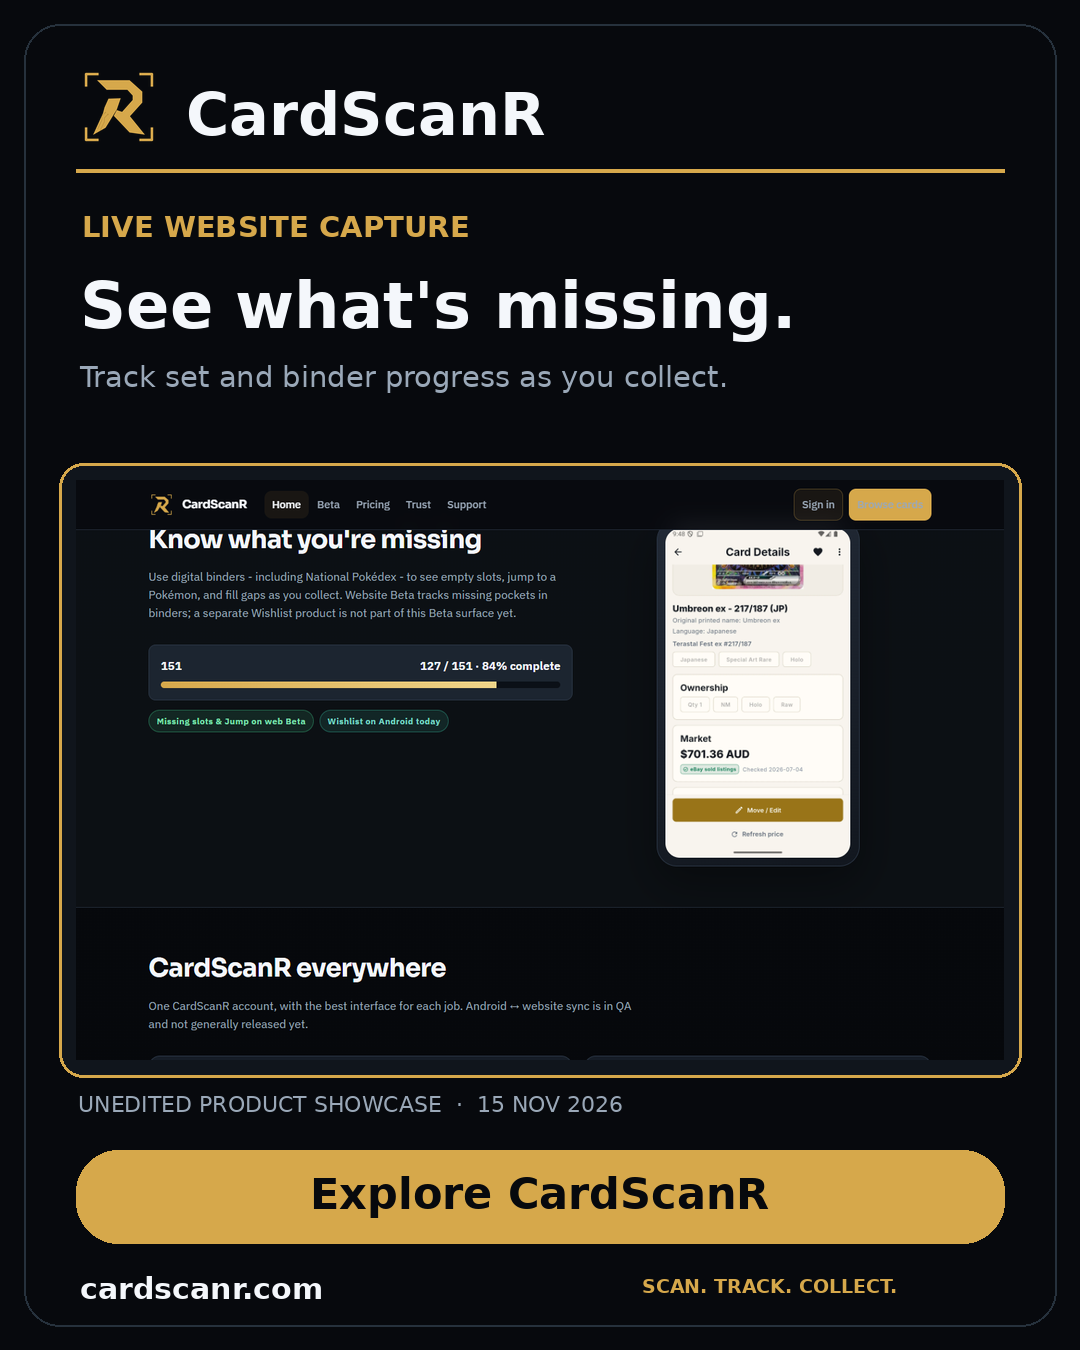 CardScanR
LIVE WEBSITE CAPTURE
See what's missing.
Track set and binder progress as you collect.
CardScanR
Home
Beta
Pricing
Trust
Support
Sign in
Know what you're missing
Use digital binders - including National Pokédex - to see empty slots, jump to a
Pokémon, and fill gaps as you collect. Website Beta tracks missing pockets in
binders; a separate Wishlist product is not part of this Beta surface yet.
151
127 / 151 · 84% complete
Missing slots & Jump on web Beta
Wishlist on Android today
9:48
Card Details
Umbreon ex - 217/187 (JP)
Original printed name: Umbreon ex
Language: Japanese
Terastal Fest ex #217/187
Japanese
Special Art Rare
Holo
Ownership
Qty 1
NM
Holo
Raw
Market
$701.36 AUD
eBay sold listings
Checked 2026-07-04
Move / Edit
Refresh price
CardScanR everywhere
One CardScanR account, with the best interface for each job. Android ↔ website sync is in QA
and not generally released yet.
UNEDITED PRODUCT SHOWCASE · 15 NOV 2026
Explore CardScanR
cardscanr.com
SCAN. TRACK. COLLECT.